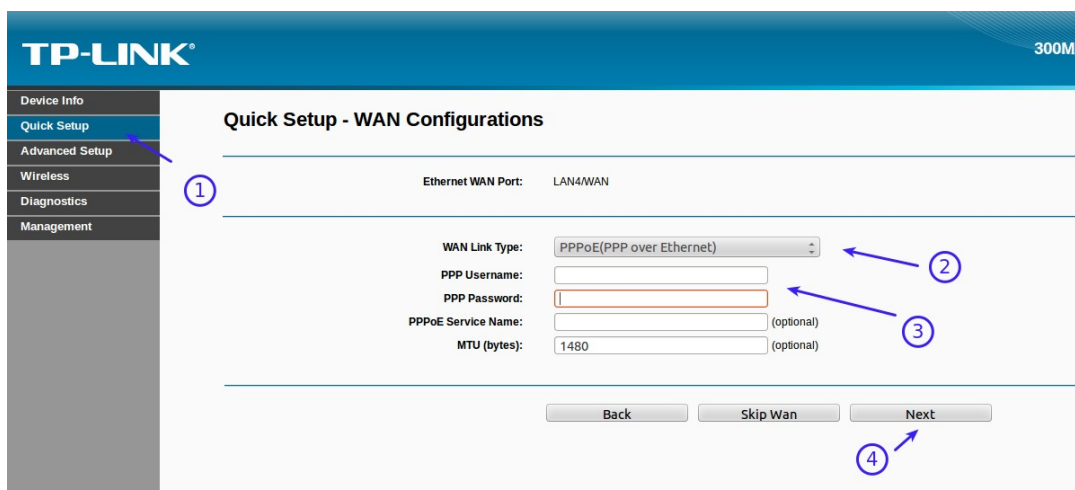 TP-LINK®
300M
Device Info
Quick Setup
Advanced Setup
Wireless
Diagnostics
Management
Quick Setup - WAN Configurations
1
Ethernet WAN Port: LAN4/WAN
WAN Link Type: PPPoE(PPP over Ethernet)
2
PPP Username:
PPP Password:
3
PPPoE Service Name: (optional)
MTU (bytes): 1480 (optional)
Back Skip Wan Next
4